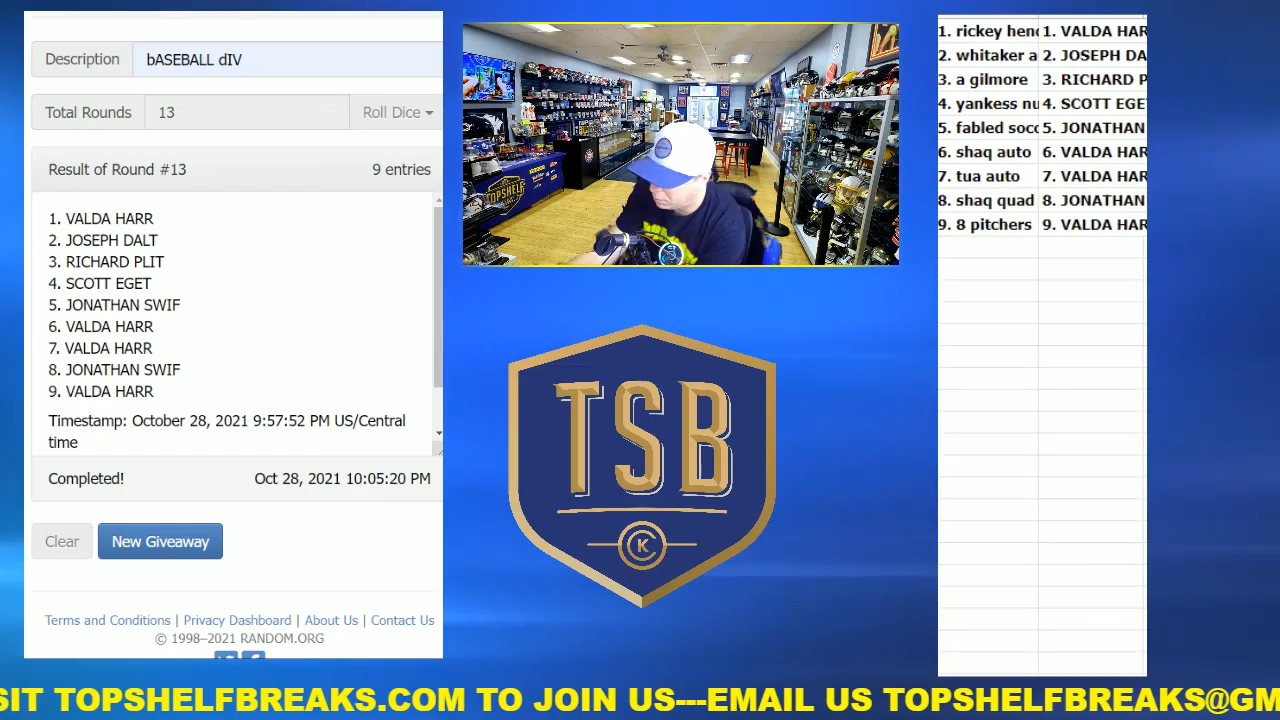 Description bASEBALL dIV
Total Rounds 13 Roll Dice
Result of Round #13 9 entries
1. VALDA HARR
2. JOSEPH DALT
3. RICHARD PLIT
4. SCOTT EGET
5. JONATHAN SWIF
6. VALDA HARR
7. VALDA HARR
8. JONATHAN SWIF
9. VALDA HARR
Timestamp: October 28, 2021 9:57:52 PM US/Central
time
Completed! Oct 28, 2021 10:05:20 PM
Clear New Giveaway
Terms and Conditions | Privacy Dashboard | About Us | Contact Us
© 1998–2021 RANDOM.ORG
TSB
CK
1. rickey hend 1. VALDA HAR
2. whitaker a 2. JOSEPH DA
3. a gilmore 3. RICHARD P
4. yankess nu 4. SCOTT EGE
5. fabled socc 5. JONATHAN
6. shaq auto 6. VALDA HAR
7. tua auto 7. VALDA HAR
8. shaq quad 8. JONATHAN
9. 8 pitchers 9. VALDA HAR
SIT TOPSHELFBREAKS.COM TO JOIN US---EMAIL US TOPSHELFBREAKS@GM